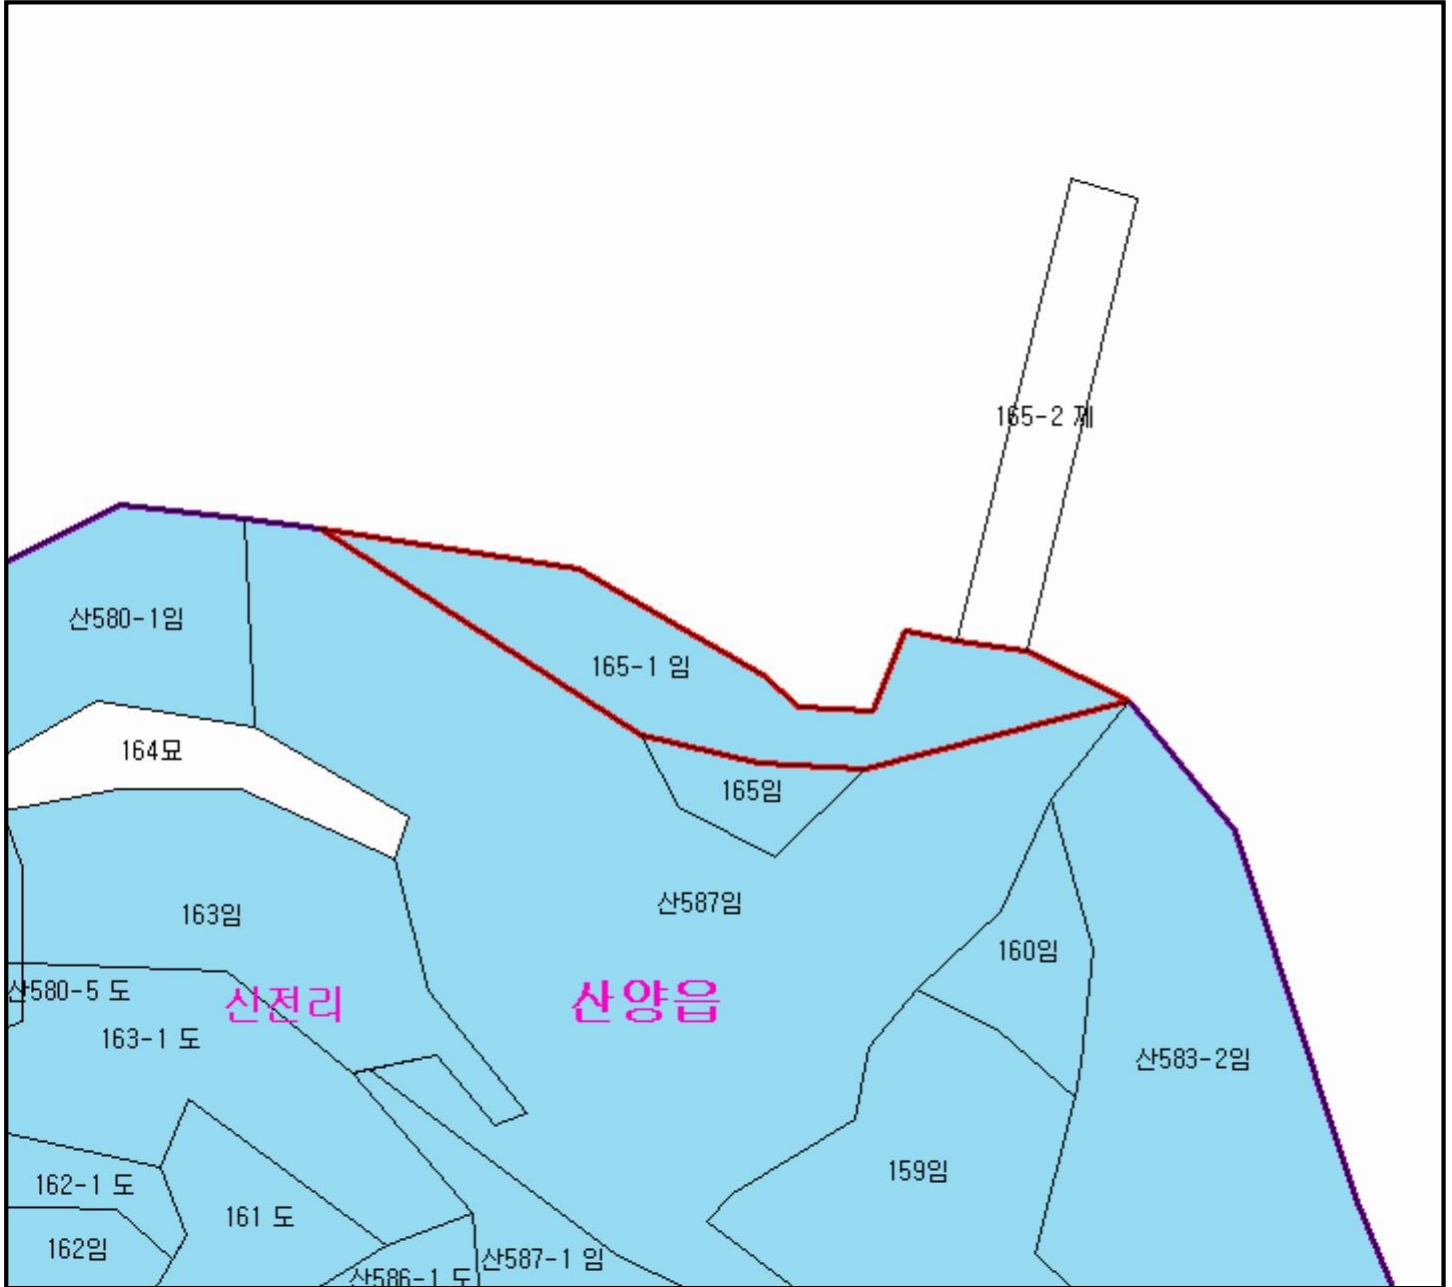 165-2 제
산580-1임
165-1 임
164묘
165임
산587임
163임
160임
산580-5 도
산전리
산양읍
163-1 도
산583-2임
159임
162-1 도
161 도
162임
산587-1 임
산586-1 도